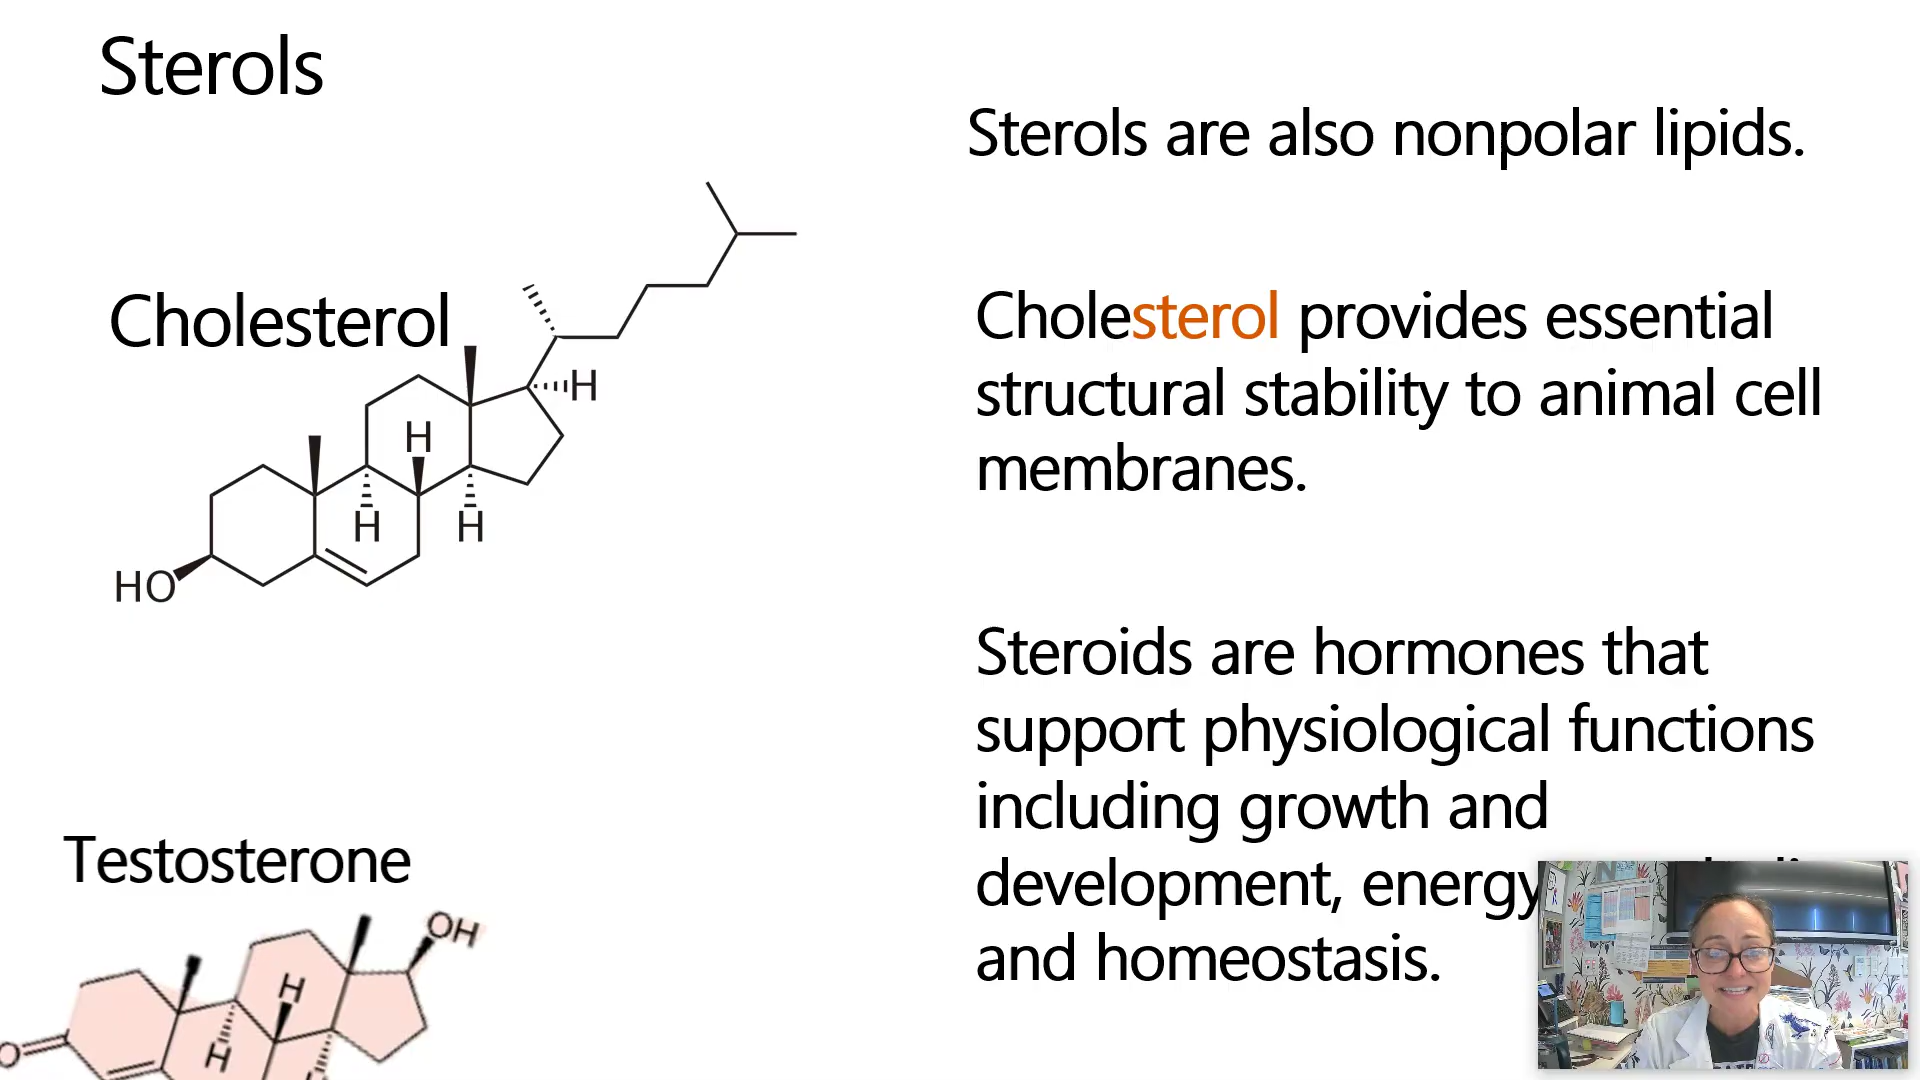 Sterols
Sterols are also nonpolar lipids.
Cholesterol
Cholesterol provides essential
structural stability to animal cell
membranes.
H
H
H
H
HO
Steroids are hormones that
support physiological functions
including growth and
development, energy
and homeostasis.
Testosterone
OH
H
H
O